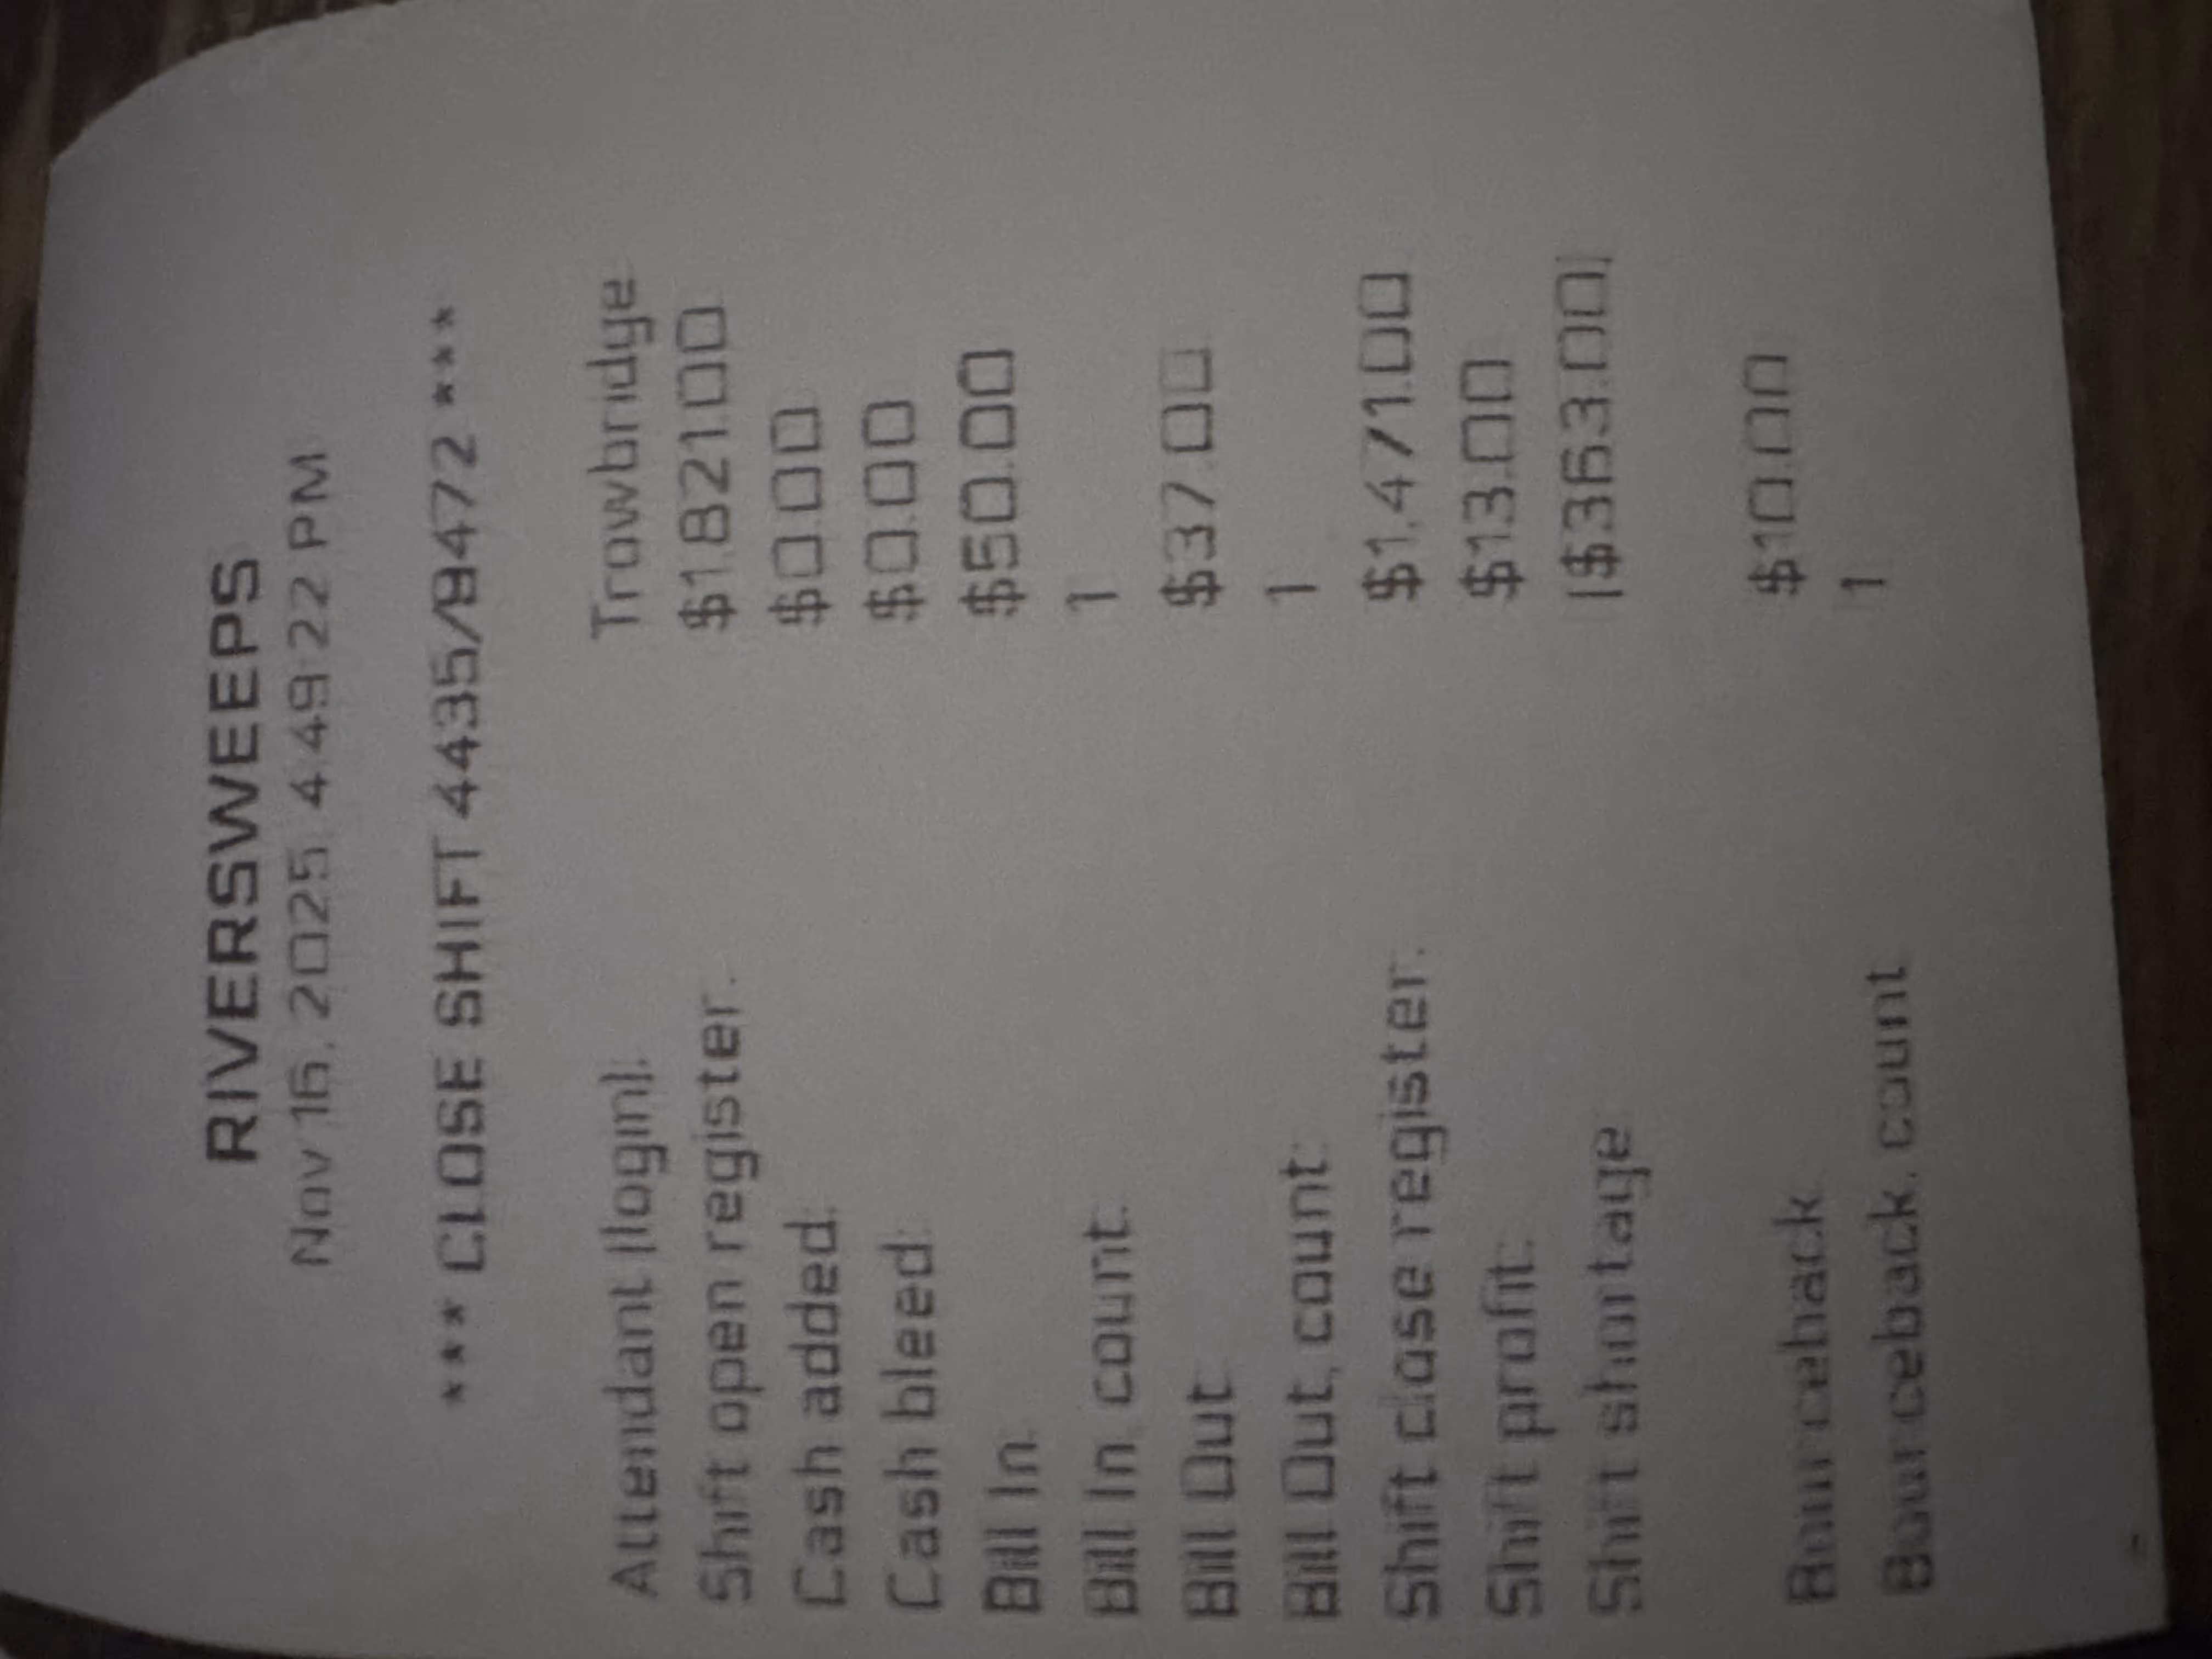 RIVERSWEEPS
Nov 16, 2025, 4:49:22 PM
*** CLOSE SHIFT 4435/9472 ***
Attendant (login): Trowbridge
Shift open register: $1,821.00
Cash added: $0.00
Cash bleed: $0.00
Bill In: $50.00
Bill In, count: 1
Bill Out: $37.00
Bill Out, count: 1
Shift close register: $1,471.00
Shift profit: $13.00
Shift shortage: ($363.00)
Bounceback $10.00
Bounceback, count 1